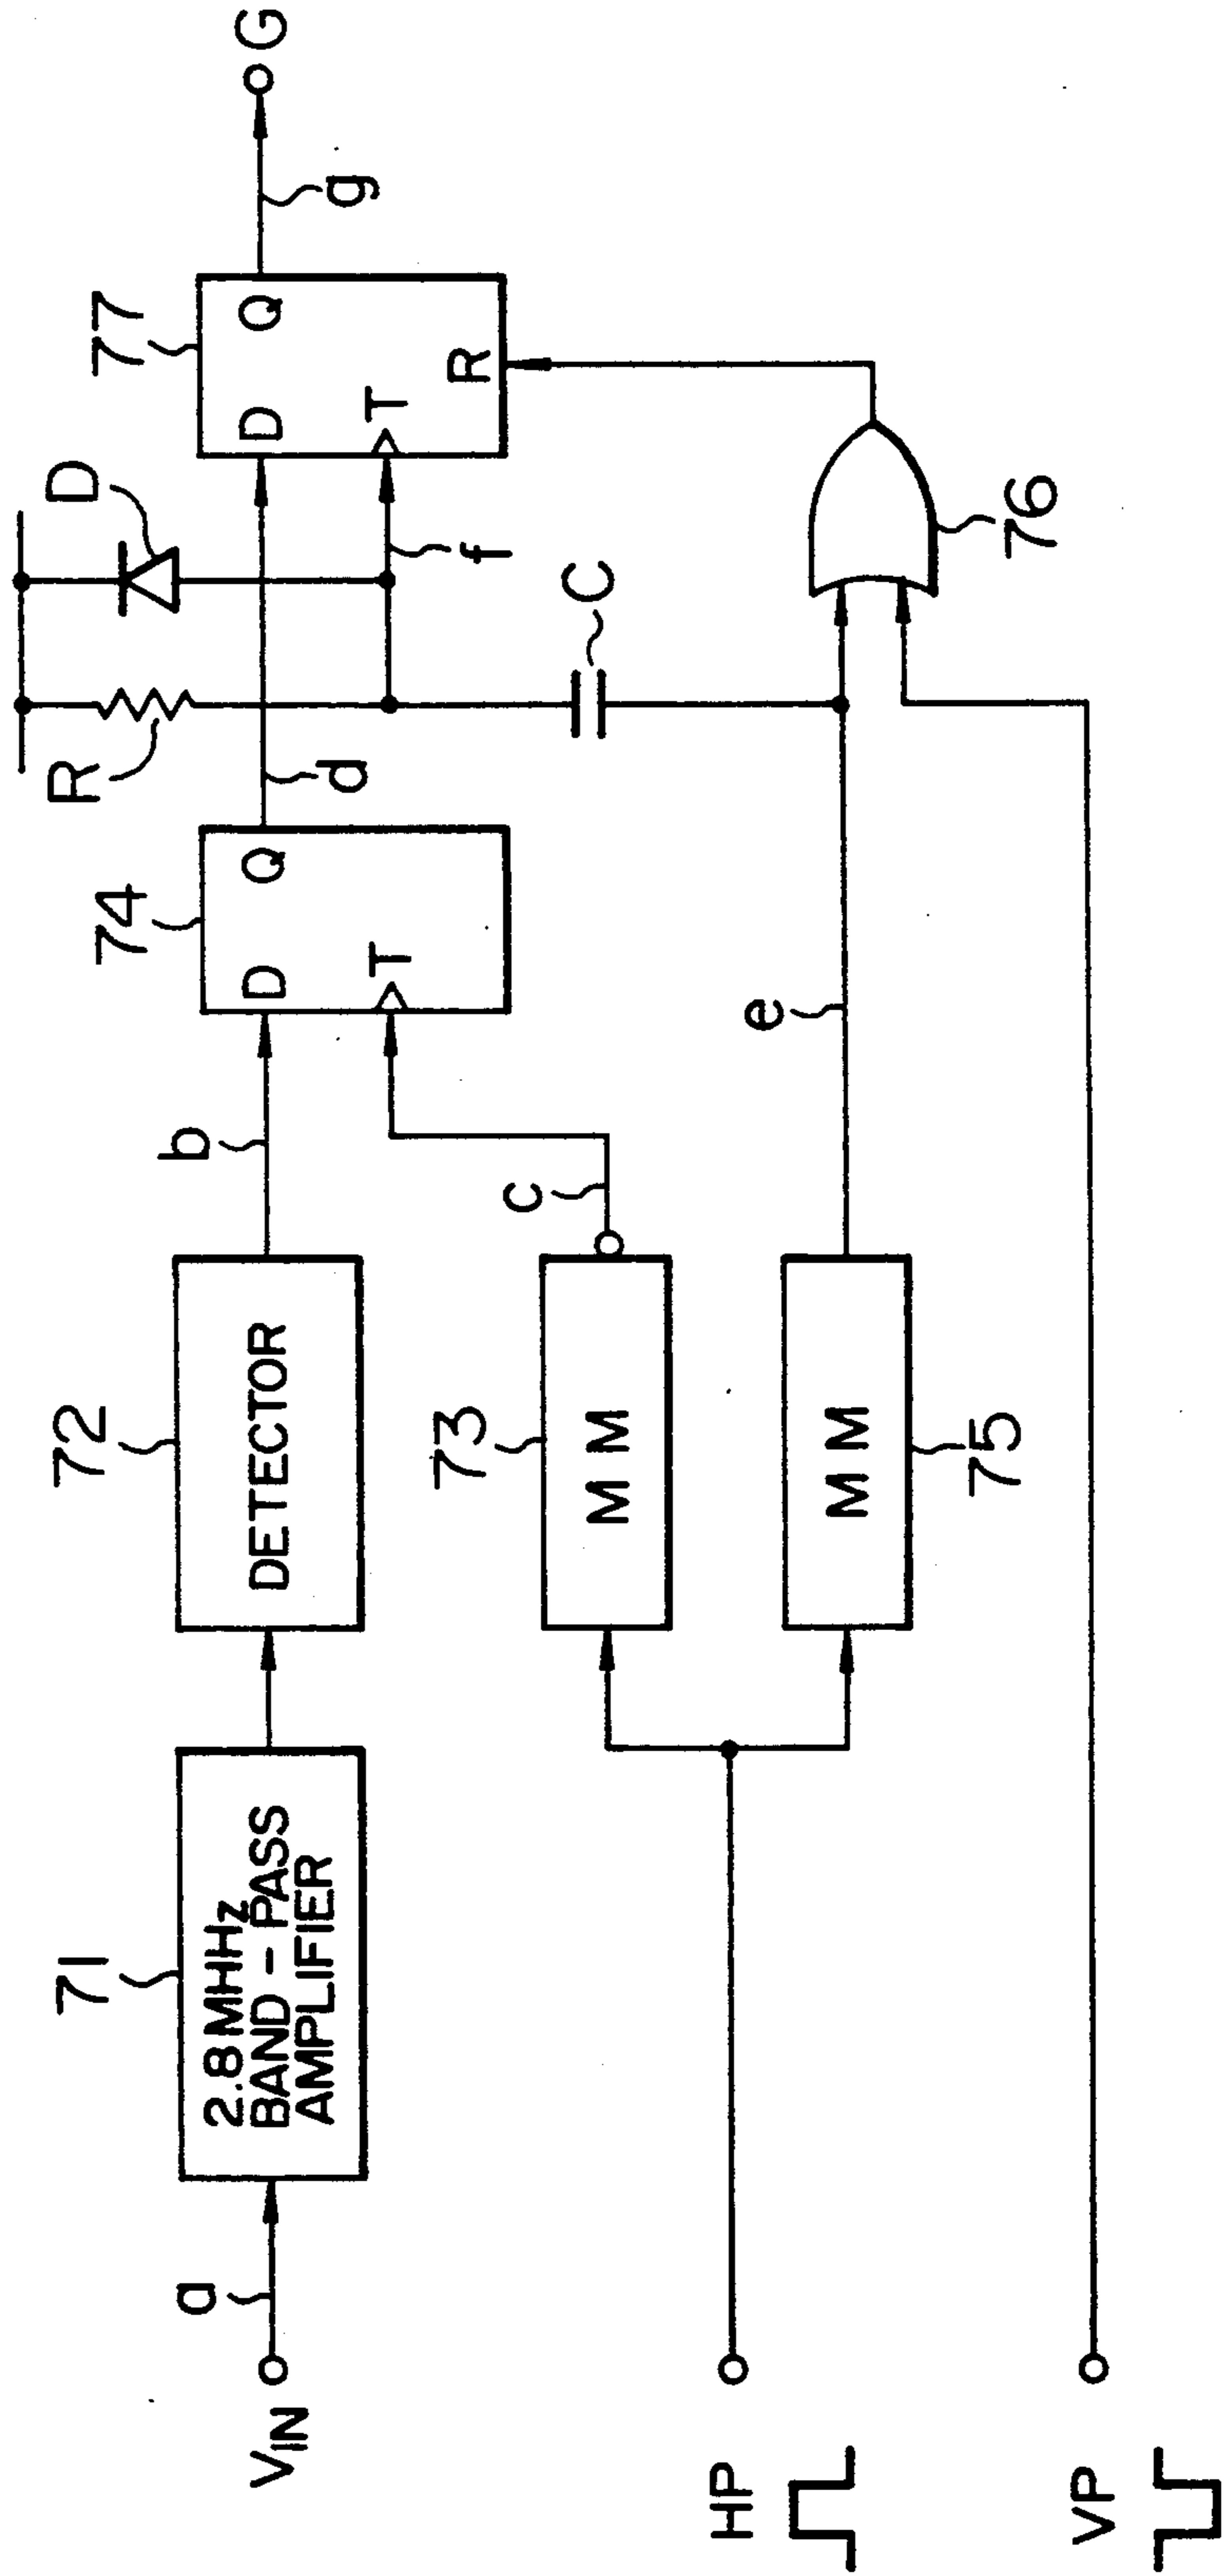 VIN
a
71
2.8MHHz
BAND-PASS
AMPLIFIER
72
DETECTOR
b
74
D
Q
T
d
R
D
77
D
Q
T
R
g
G
f
C
HP
73
MM
c
75
MM
e
76
VP